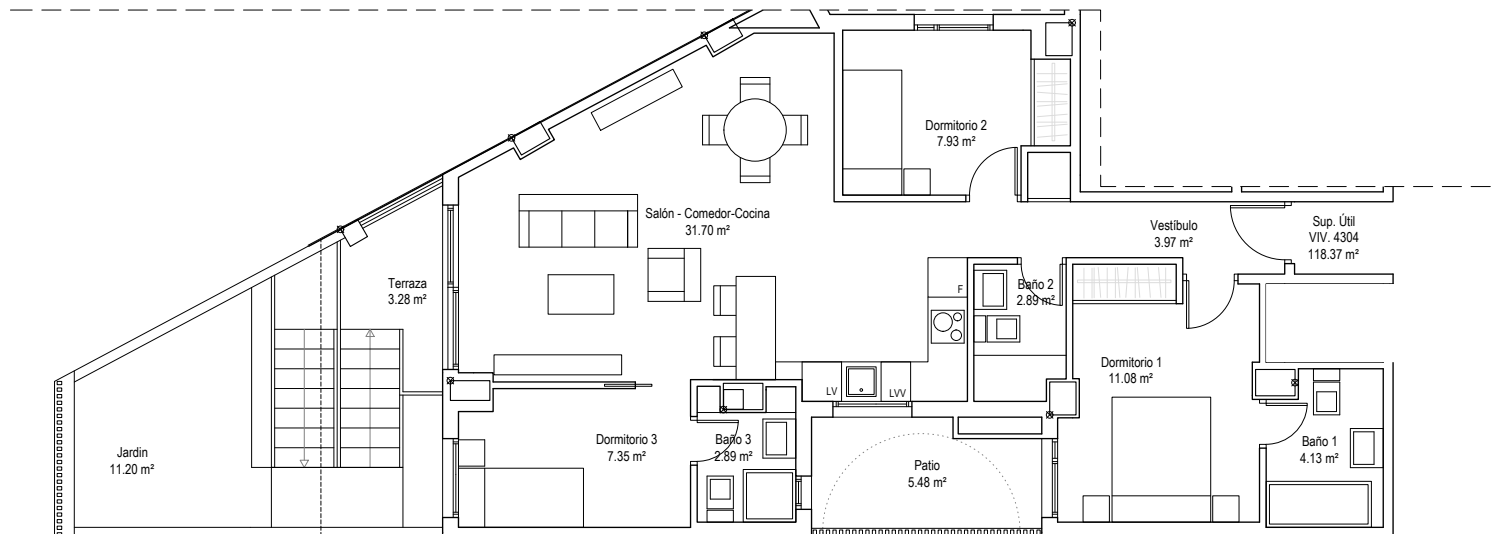 Dormitorio 2
7.93 m²
Salón - Comedor-Cocina
31.70 m²
Vestíbulo
3.97 m²
Sup. Útil
VIV. 4304
118.37 m²
Terraza
3.28 m²
F
Baño 2
2.89 m²
Dormitorio 1
11.08 m²
LV
LVV
Jardin
11.20 m²
Dormitorio 3
7.35 m²
Baño 3
2.89 m²
Patio
5.48 m²
Baño 1
4.13 m²